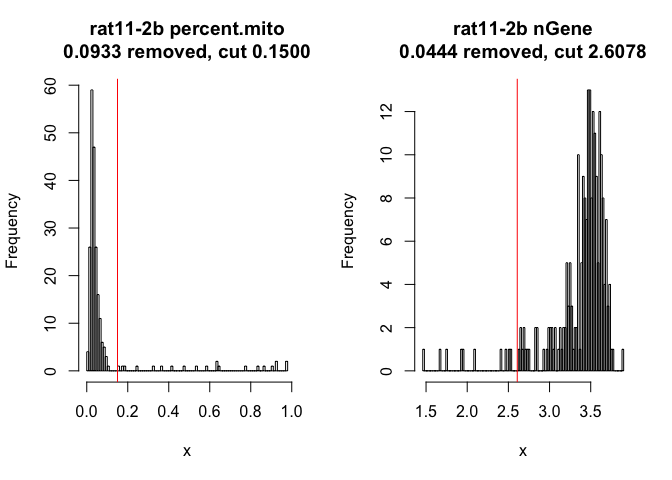 rat11-2b percent.mito
0.0933 removed, cut 0.1500
Frequency
0 10 20 30 40 50 60
0.0 0.2 0.4 0.6 0.8 1.0
x
rat11-2b nGene
0.0444 removed, cut 2.6078
Frequency
0 2 4 6 8 10 12
1.5 2.0 2.5 3.0 3.5
x